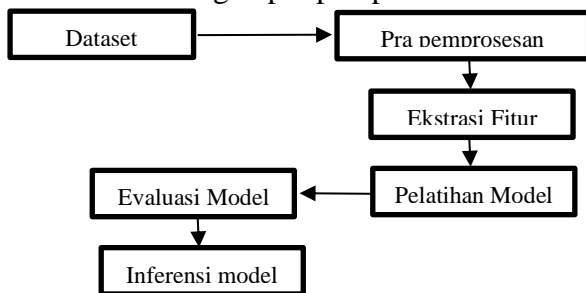 Dataset
Pra pemprosesan
Ekstrasi Fitur
Pelatihan Model
Evaluasi Model
Inferensi model